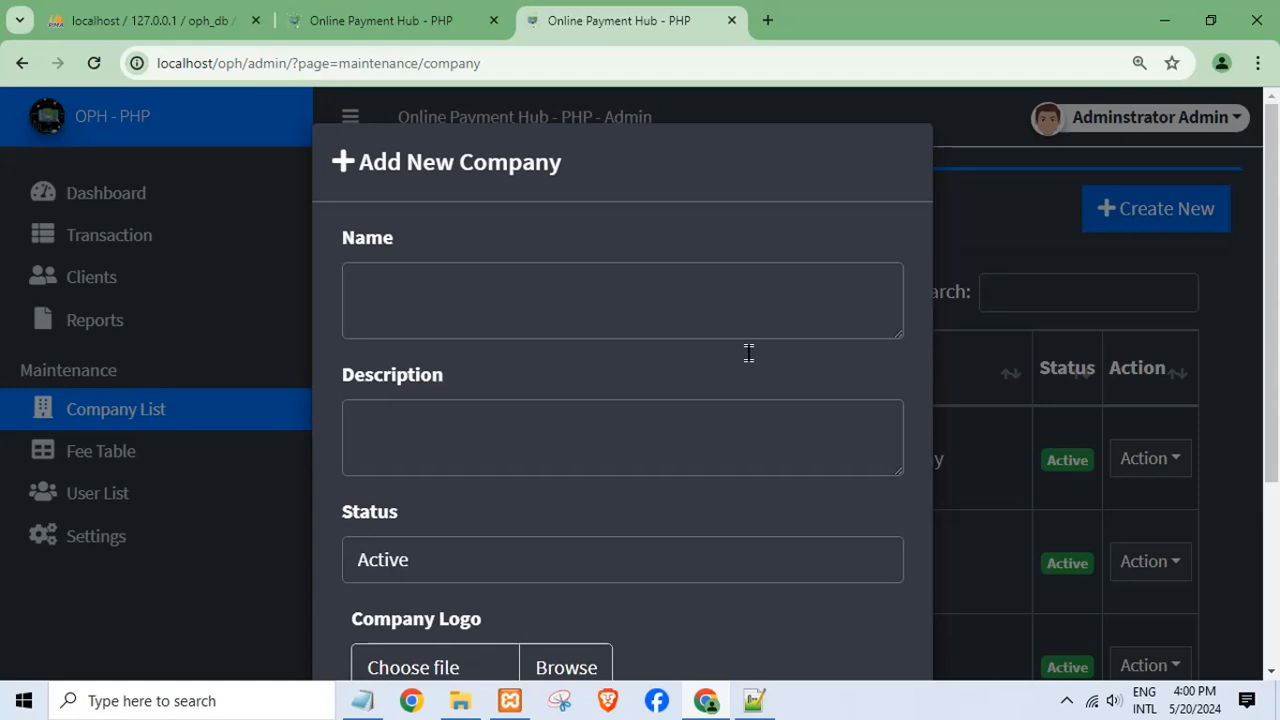 localhost / 127.0.0.1 / oph_db /
Online Payment Hub - PHP
Online Payment Hub - PHP
localhost/oph/admin/?page=maintenance/company
OPH - PHP
Online Payment Hub - PHP - Admin
Adminstrator Admin
Dashboard
Transaction
Clients
Reports
Maintenance
Company List
Fee Table
User List
Settings
Add New Company
Name
Description
Status
Active
Company Logo
Choose file
Browse
Create New
arch:
Status
Action
y
Active
Action
Active
Action
Active
Action
Type here to search
ENG
INTL
4:00 PM
5/20/2024